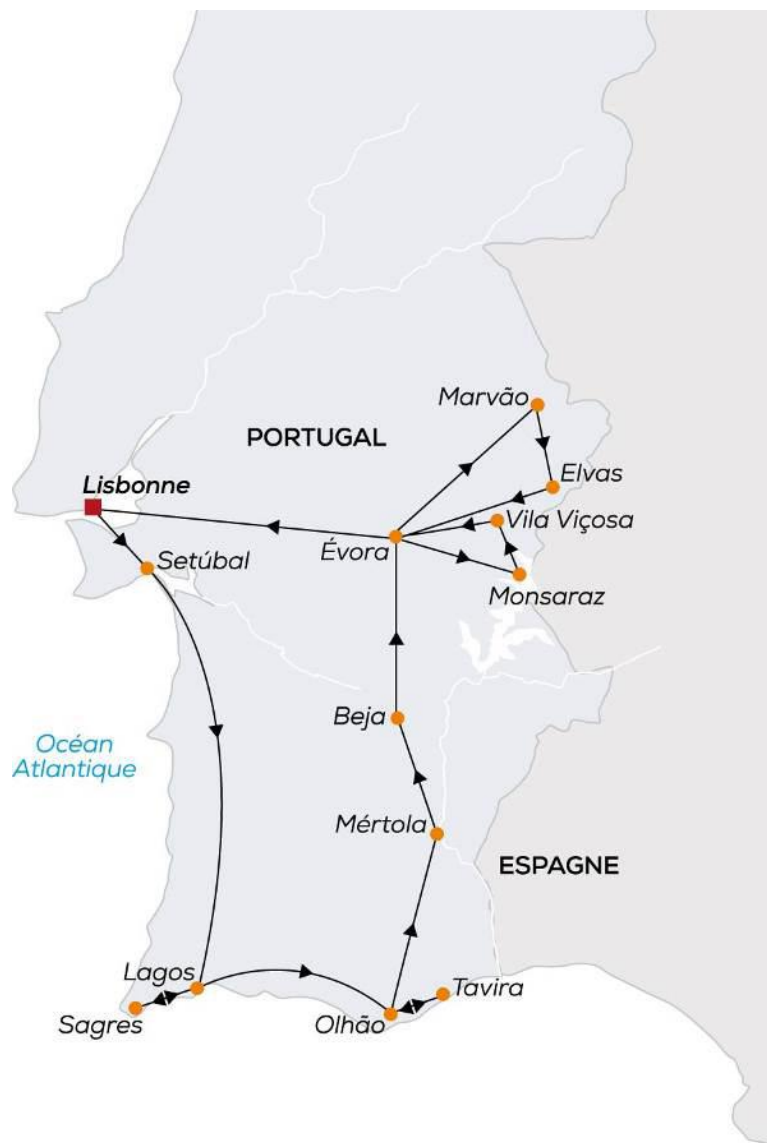 Marvão
PORTUGAL
Elvas
Lisbonne
Vila Viçosa
Évora
Setúbal
Monsaraz
Beja
Océan
Atlantique
Mértola
ESPAGNE
Lagos
Tavira
Sagres
Olhão